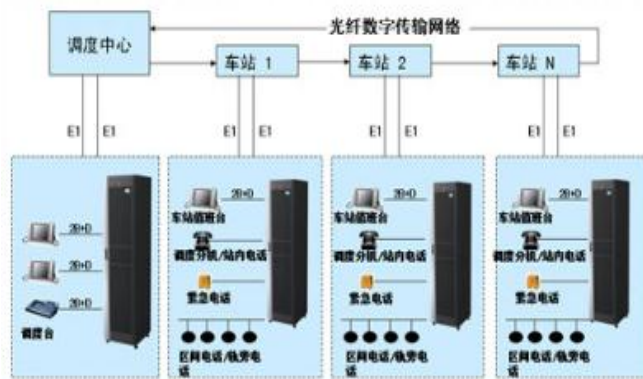 光纤数字传输网络
调度中心
车站 1
车站 2
车站 N
E1 E1
E1 E1
E1 E1
E1 E1
2B+D
2B+D
2B+D
调度台
2B+D
车站值班台
调度分机/站内电话
紧急电话
区间电话/轨旁电
话
2B+D
车站值班台
调度分机/站内电话
紧急电话
区间电话/轨旁电
话
2B+D
车站值班台
调度分机/站内电话
紧急电话
区间电话/轨旁电
话